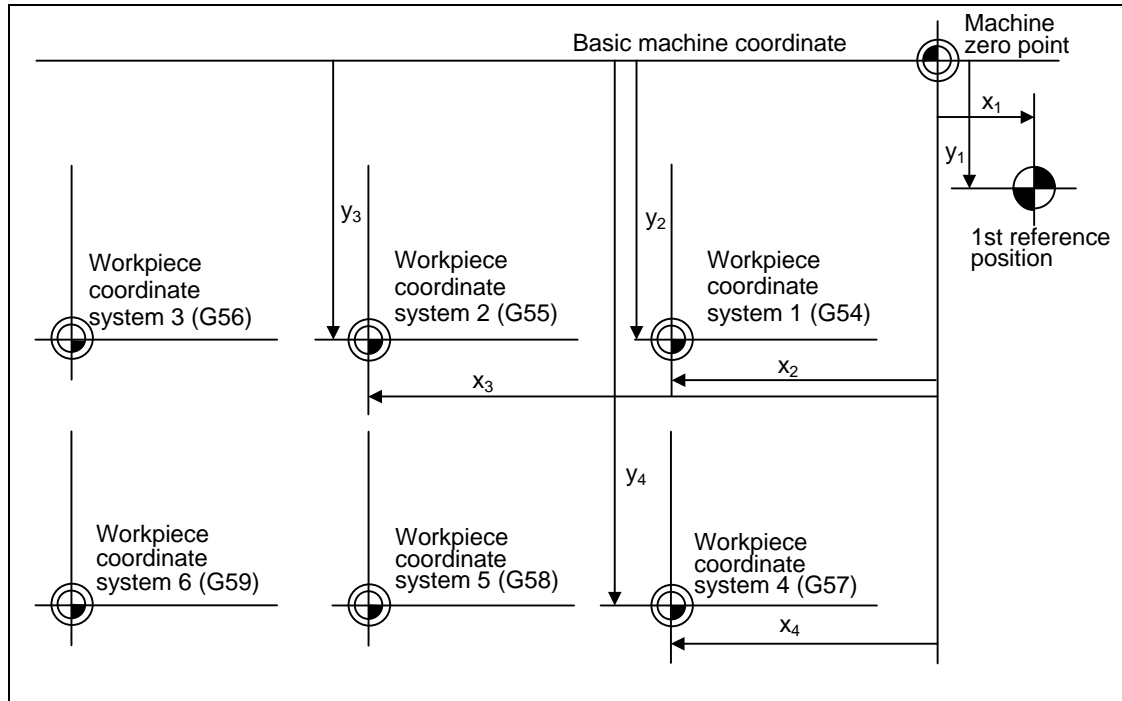 Basic machine coordinate
Machine
zero point
x₁
y₁
1st reference
position
y₃
y₂
Workpiece
coordinate
system 3 (G56)
Workpiece
coordinate
system 2 (G55)
Workpiece
coordinate
system 1 (G54)
x₃
x₂
y₄
Workpiece
coordinate
system 6 (G59)
Workpiece
coordinate
system 5 (G58)
Workpiece
coordinate
system 4 (G57)
x₄